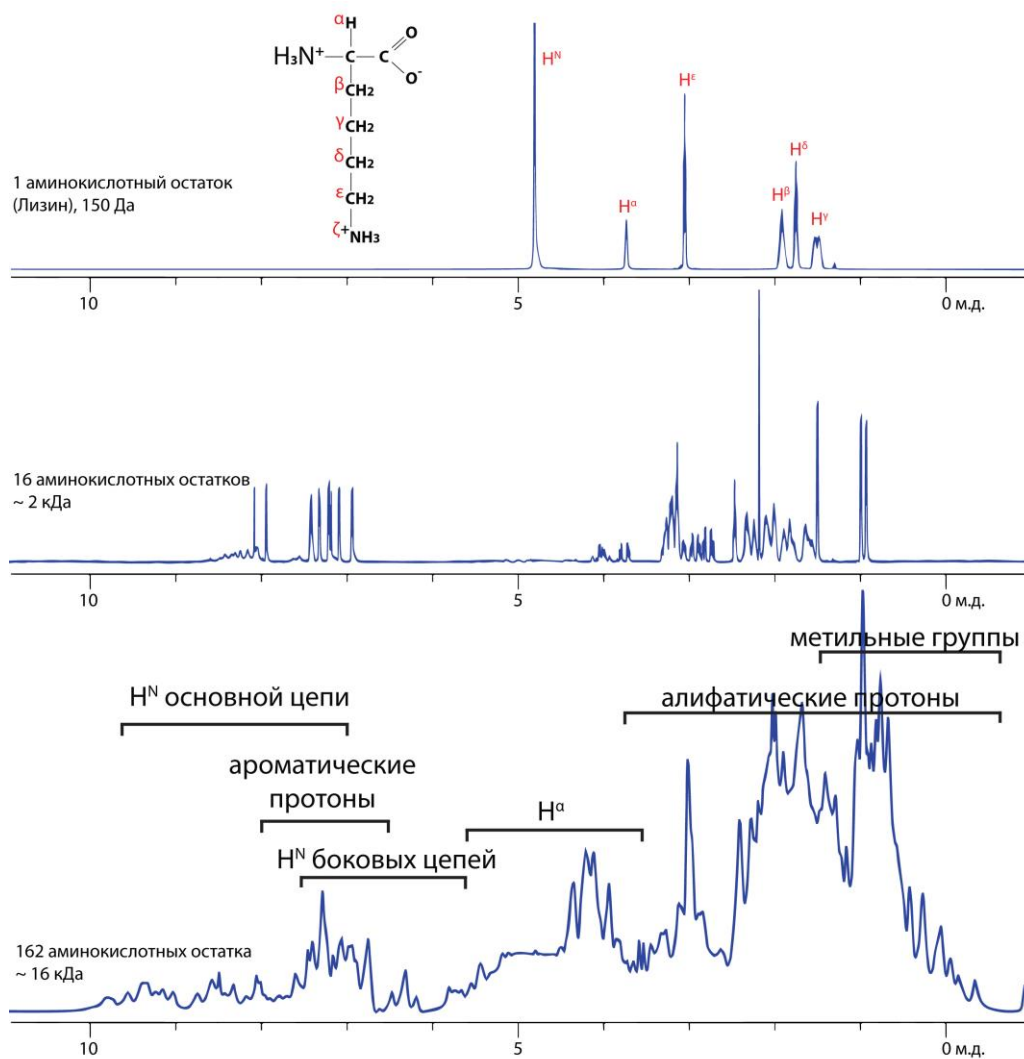 αH
O
H₃N⁺ C C
O⁻
βCH₂
γCH₂
δCH₂
εCH₂
ζ⁺NH₃
Hᴺ
Hᵅ
Hᵋ
Hᵝ
Hᵟ
Hᵞ
1 аминокислотный остаток
(Лизин), 150 Да
10 5 0 м.д.
16 аминокислотных остатков
~ 2 кДа
10 5 0 м.д.
метильные группы
Hᴺ основной цепи
алифатические протоны
ароматические
протоны
Hᵅ
Hᴺ боковых цепей
162 аминокислотных остатка
~ 16 кДа
10 5 0 м.д.